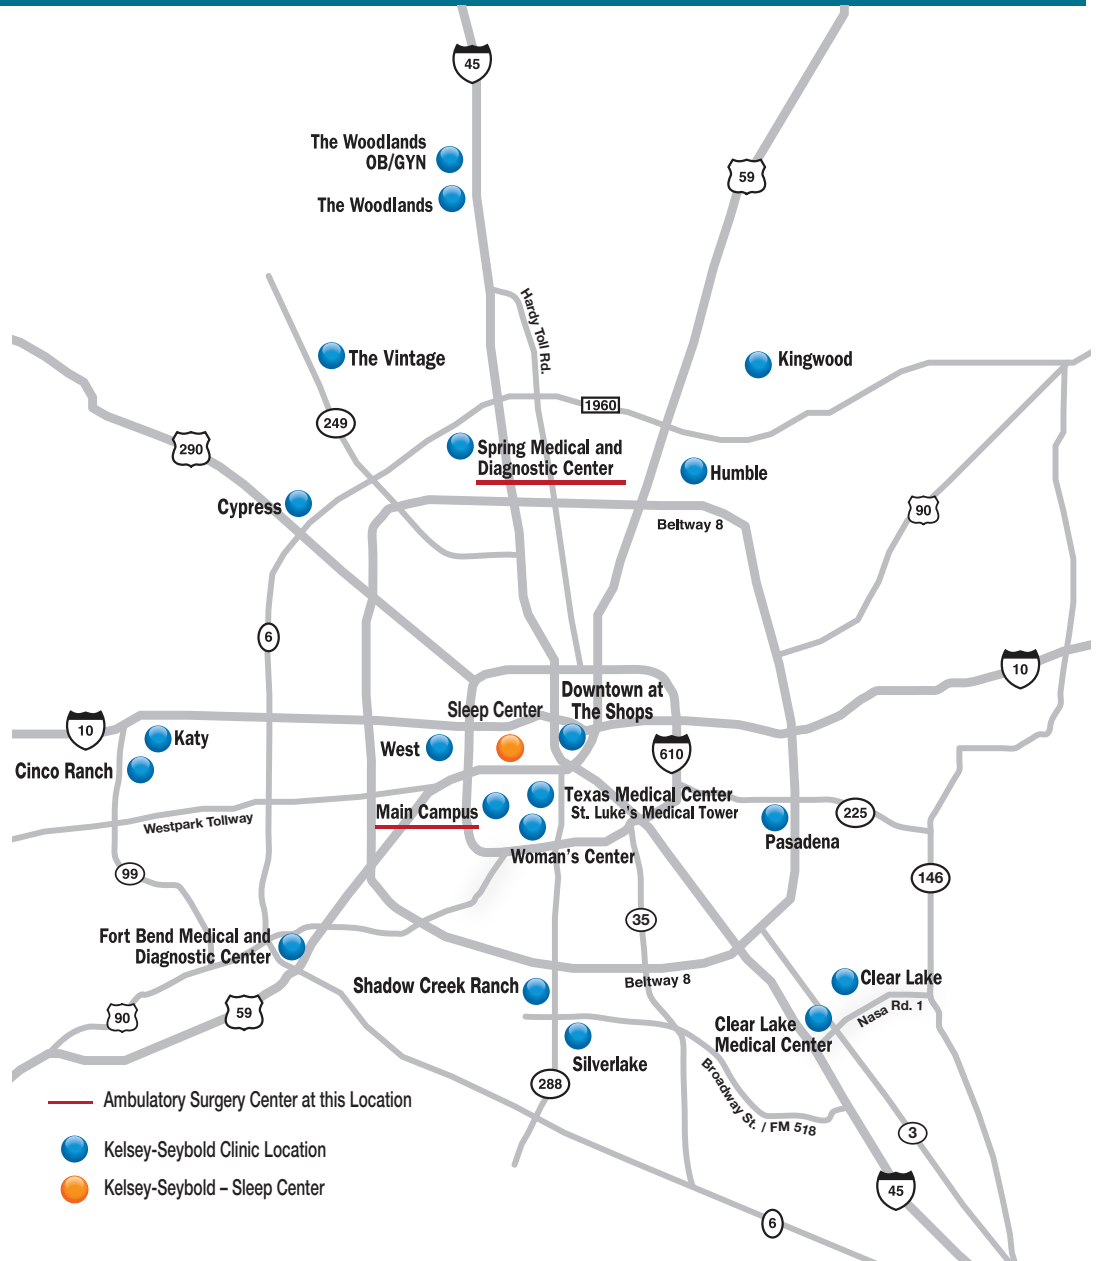 45
The Woodlands
OB/GYN
59
The Woodlands
Hardy Toll Rd.
The Vintage
Kingwood
1960
249
290
Spring Medical and
Diagnostic Center
Humble
Cypress
90
Beltway 8
6
10
Downtown at
The Shops
Sleep Center
10
Katy
West
610
Cinco Ranch
Texas Medical Center
St. Luke's Medical Tower
Main Campus
225
Westpark Tollway
Pasadena
Woman's Center
99
146
35
Fort Bend Medical and
Diagnostic Center
Clear Lake
Beltway 8
Shadow Creek Ranch
Nasa Rd. 1
90
59
Clear Lake
Medical Center
Silverlake
288
Broadway St. / FM 518
Ambulatory Surgery Center at this Location
3
Kelsey-Seybold Clinic Location
Kelsey-Seybold – Sleep Center
45
6